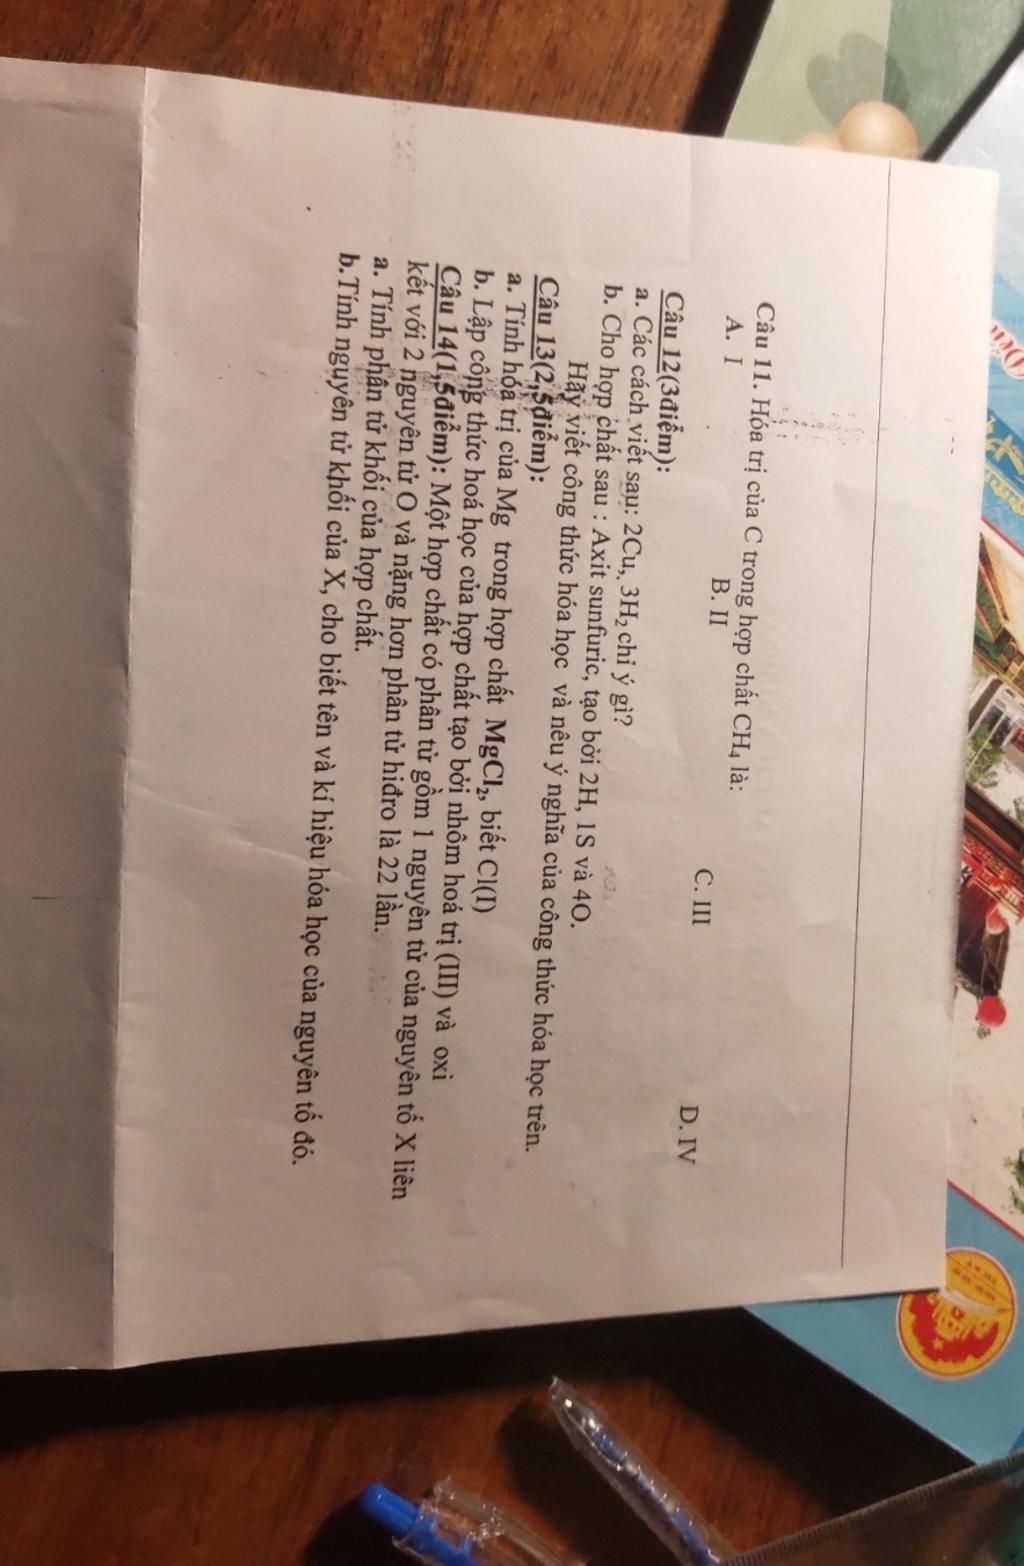 Câu 11. Hóa trị của C trong hợp chất CH₄ là:
A. I B. II C. III D. IV
Câu 12(3điểm):
a. Các cách viết sau: 2Cu, 3H₂ chỉ ý gì?
b. Cho hợp chất sau : Axit sunfuric, tạo bởi 2H, 1S và 4O.
Hãy viết công thức hóa học và nêu ý nghĩa của công thức hóa học trên.
Câu 13(2,5điểm):
a. Tính hóa trị của Mg trong hợp chất MgCl₂, biết Cl(I)
b. Lập công thức hoá học của hợp chất tạo bởi nhôm hoá trị (III) và oxi
Câu 14(1,5điểm): Một hợp chất có phân tử gồm 1 nguyên tử của nguyên tố X liên
kết với 2 nguyên tử O và nặng hơn phân tử hiđro là 22 lần.
a. Tính phân tử khối của hợp chất.
b.Tính nguyên tử khối của X, cho biết tên và kí hiệu hóa học của nguyên tố đó.